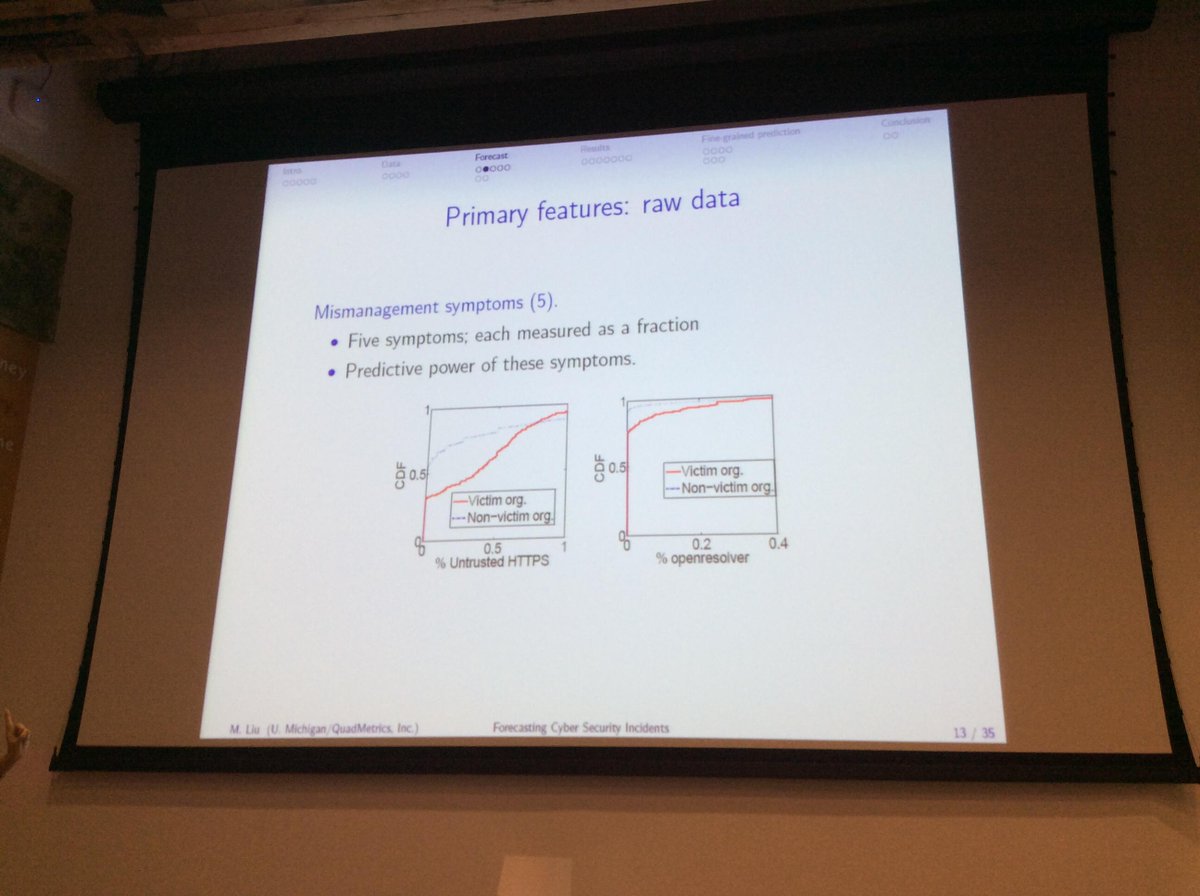 Intro
Data
Forecast
Results
Fine-grained prediction
Conclusion
Primary features: raw data
Mismanagement symptoms (5).
• Five symptoms; each measured as a fraction
• Predictive power of these symptoms.
1
CDF
0.5
0
Victim org.
Non-victim org.
0
0.5
1
% Untrusted HTTPS
1
CDF
0.5
0
Victim org.
Non-victim org.
0
0.2
0.4
% openresolver
M. Liu (U. Michigan/QuadMetrics, Inc.)
Forecasting Cyber Security Incidents
13 / 35